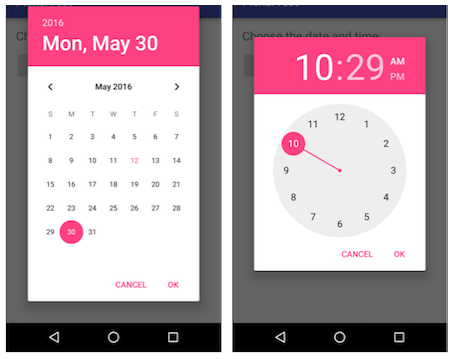 2016
Mon, May 30
May 2016
S M T W T F S
1 2 3 4 5 6 7
8 9 10 11 12 13 14
15 16 17 18 19 20 21
22 23 24 25 26 27 28
29 30 31
CANCEL OK
Choose the date and time:
10:29 AM
PM
12
11 1
10 2
9 3
8 4
7 5
6
CANCEL OK